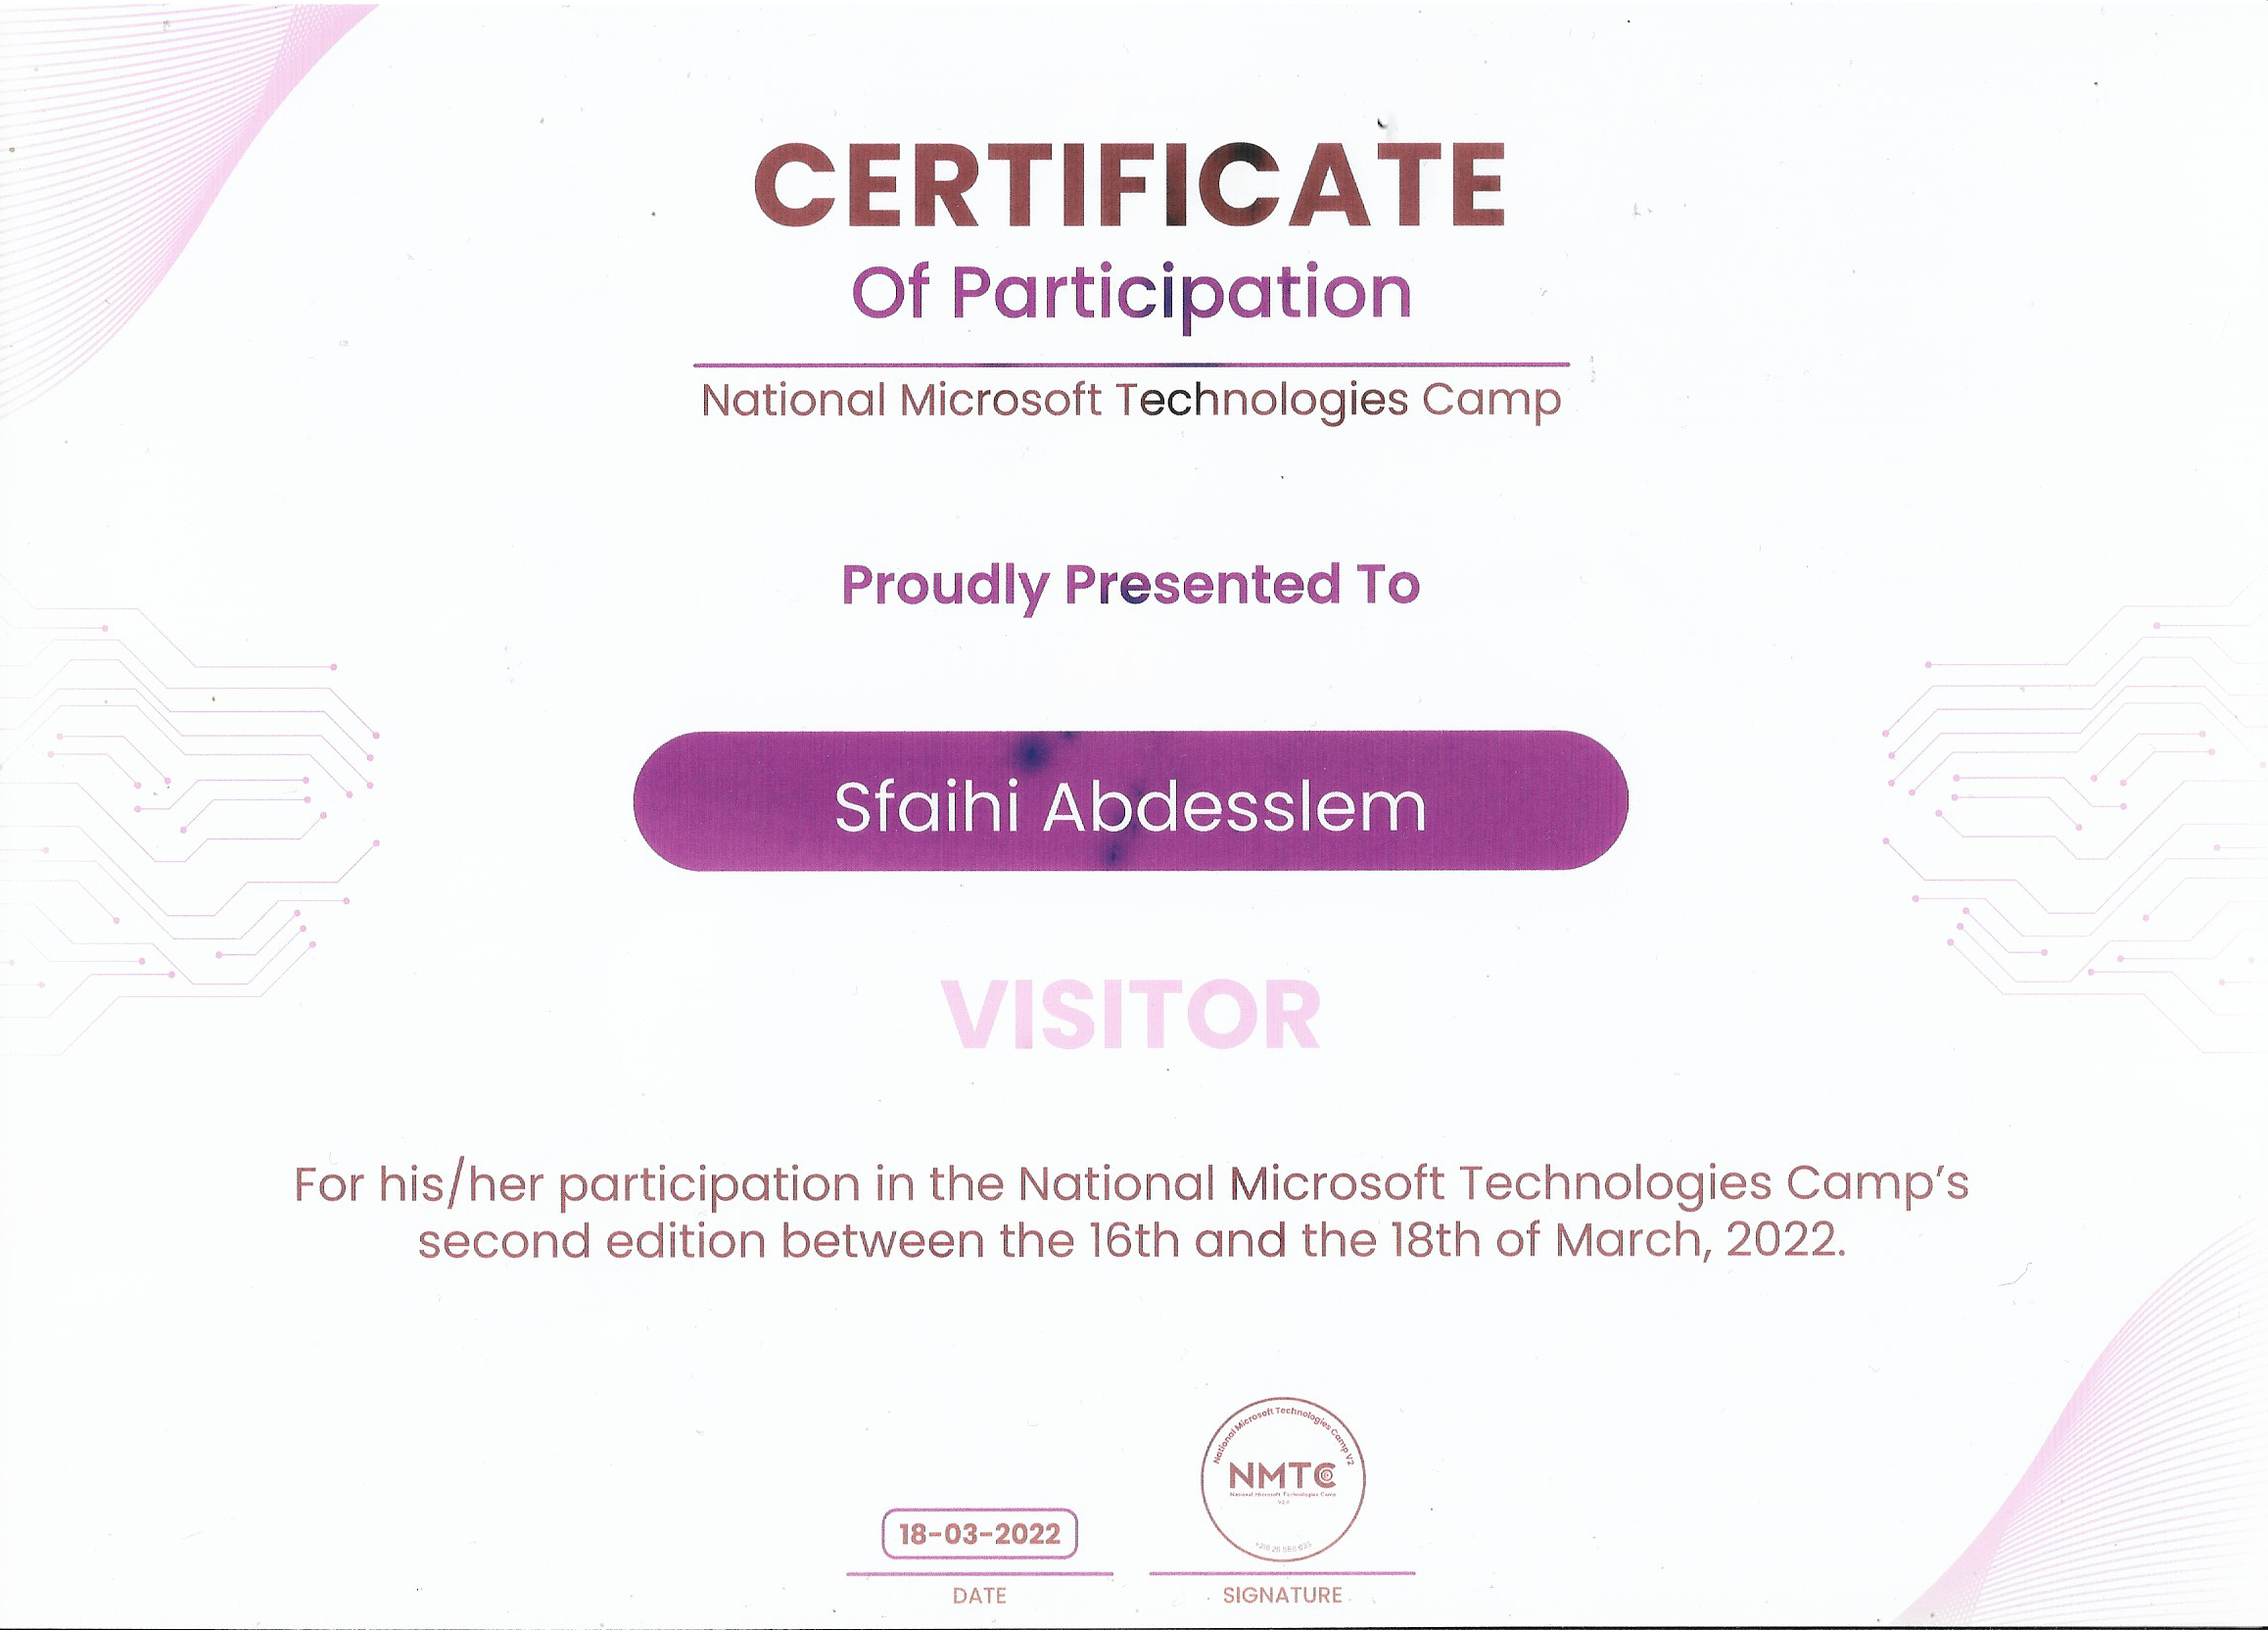 CERTIFICATE
Of Participation
National Microsoft Technologies Camp
Proudly Presented To
Sfaihi Abdesslem
VISITOR
For his/her participation in the National Microsoft Technologies Camp's
second edition between the 16th and the 18th of March, 2022.
National Microsoft Technologies Camp V2
NMTC
National Microsoft Technologies Camp
18-03-2022
DATE
SIGNATURE